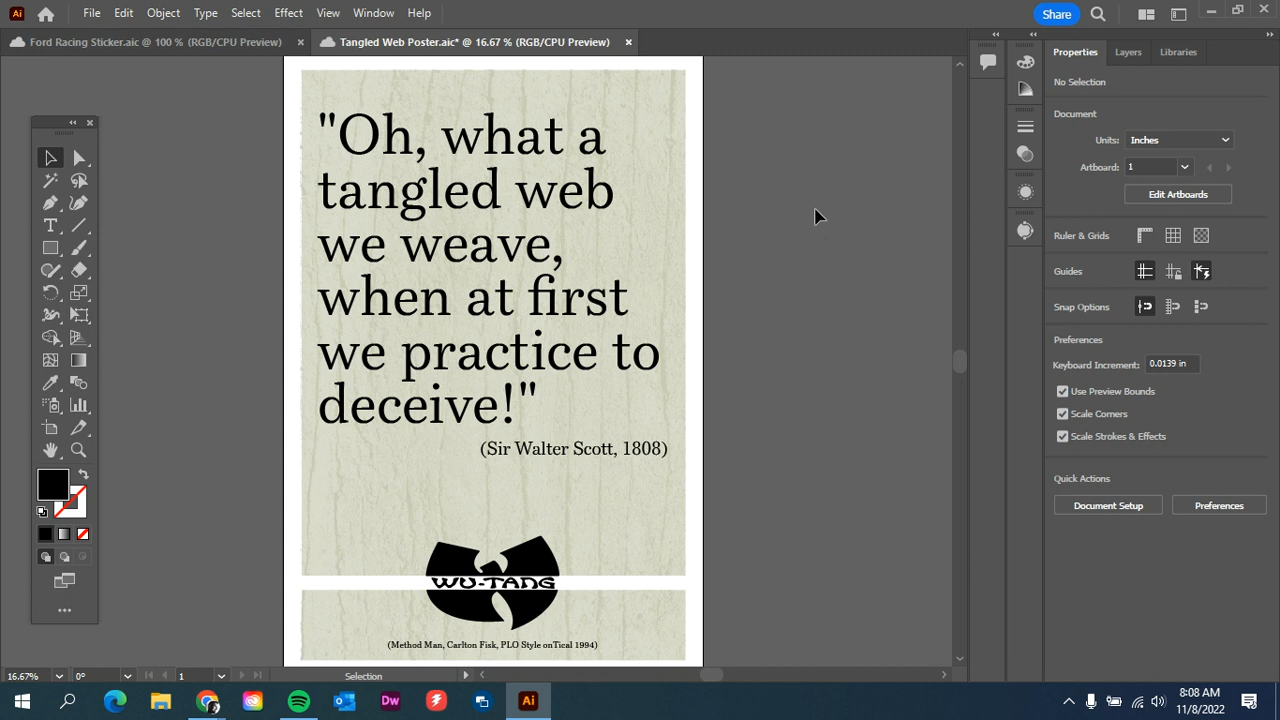 Ai
File
Edit
Object
Type
Select
Effect
View
Window
Help
Share
Ford Racing Sticker.aic @ 100 % (RGB/CPU Preview)
Tangled Web Poster.aic* @ 16.67 % (RGB/CPU Preview)
"Oh, what a
tangled web
we weave,
when at first
we practice to
deceive!"
(Sir Walter Scott, 1808)
WU-TANG
(Method Man, Carlton Fisk, PLO Style onTical 1994)
Properties
Layers
Libraries
No Selection
Document
Units:
Inches
Artboard:
1
Edit Artboards
Ruler & Grids
Guides
Snap Options
Preferences
Keyboard Increment:
0.0139 in
Use Preview Bounds
Scale Corners
Scale Strokes & Effects
Quick Actions
Document Setup
Preferences
16.67%
0°
1
Selection
Dw
Ai
8:08 AM
11/8/2022